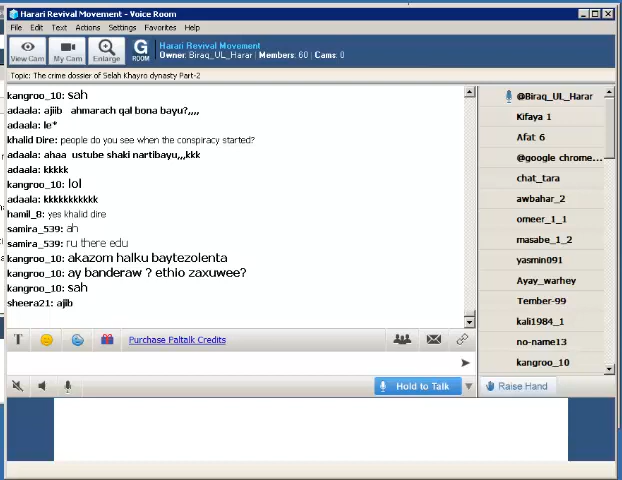 Harari Revival Movement - Voice Room
File Edit Text Actions Settings Favorites Help
View Cam My Cam Enlarge G ROOM
Harari Revival Movement
Owner: Biraq_UL_Harar | Members: 60 | Cams: 0
Topic: The crime dossier of Selah Khayro dynasty Part-2
kangroo_10: sah
adaala: ajiib ahmarach qal bona bayu?,,,,
adaala: le*
khalid Dire: people do you see when the conspiracy started?
adaala: ahaa ustube shaki nartibayu,,,kkk
adaala: kkkkk
kangroo_10: lol
adaala: kkkkkkkkkkk
hamil_8: yes khalid dire
samira_539: ah
samira_539: ru there edu
kangroo_10: akazom halku baytezolenta
kangroo_10: ay banderaw ? ethio zaxuwee?
kangroo_10: sah
sheera21: ajib
@Biraq_UL_Harar
Kifaya 1
Afat 6
@google chrome...
chat_tara
awbahar_2
omeer_1_1
masabe_1_2
yasmin091
Ayay_warhey
Tember-99
kali1984_1
no-name13
kangroo_10
T Purchase Paltalk Credits
Hold to Talk
Raise Hand